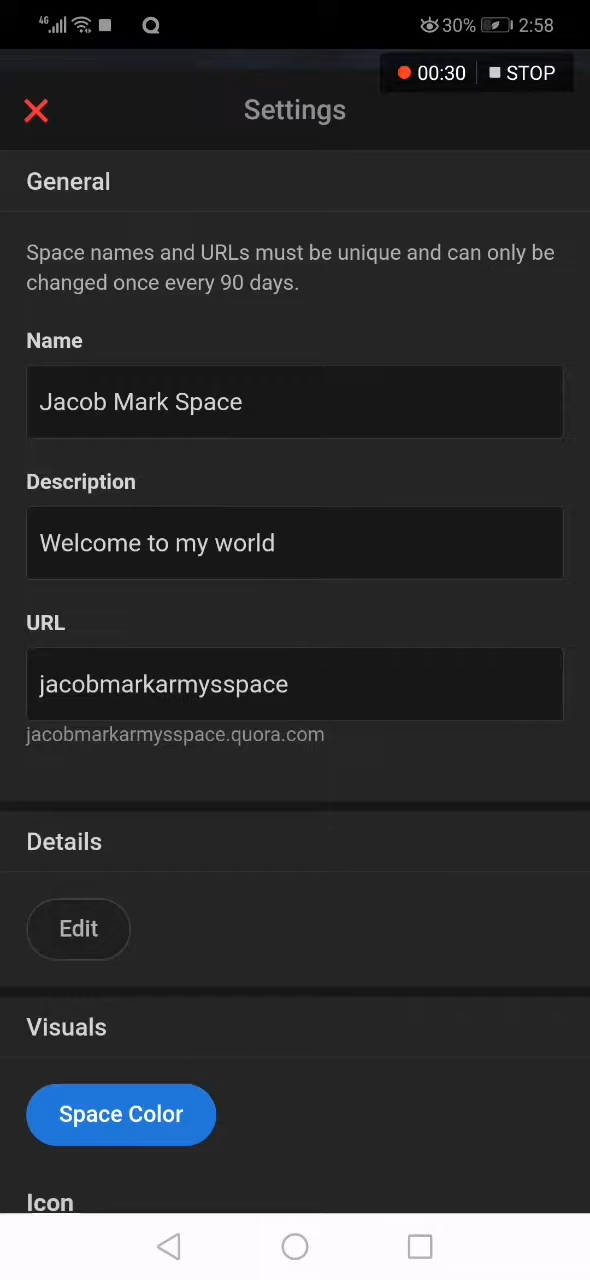 4G 30% 2:58
00:30 STOP
Settings
General
Space names and URLs must be unique and can only be
changed once every 90 days.
Name
Jacob Mark Space
Description
Welcome to my world
URL
jacobmarkarmysspace
jacobmarkarmysspace.quora.com
Details
Edit
Visuals
Space Color
Icon